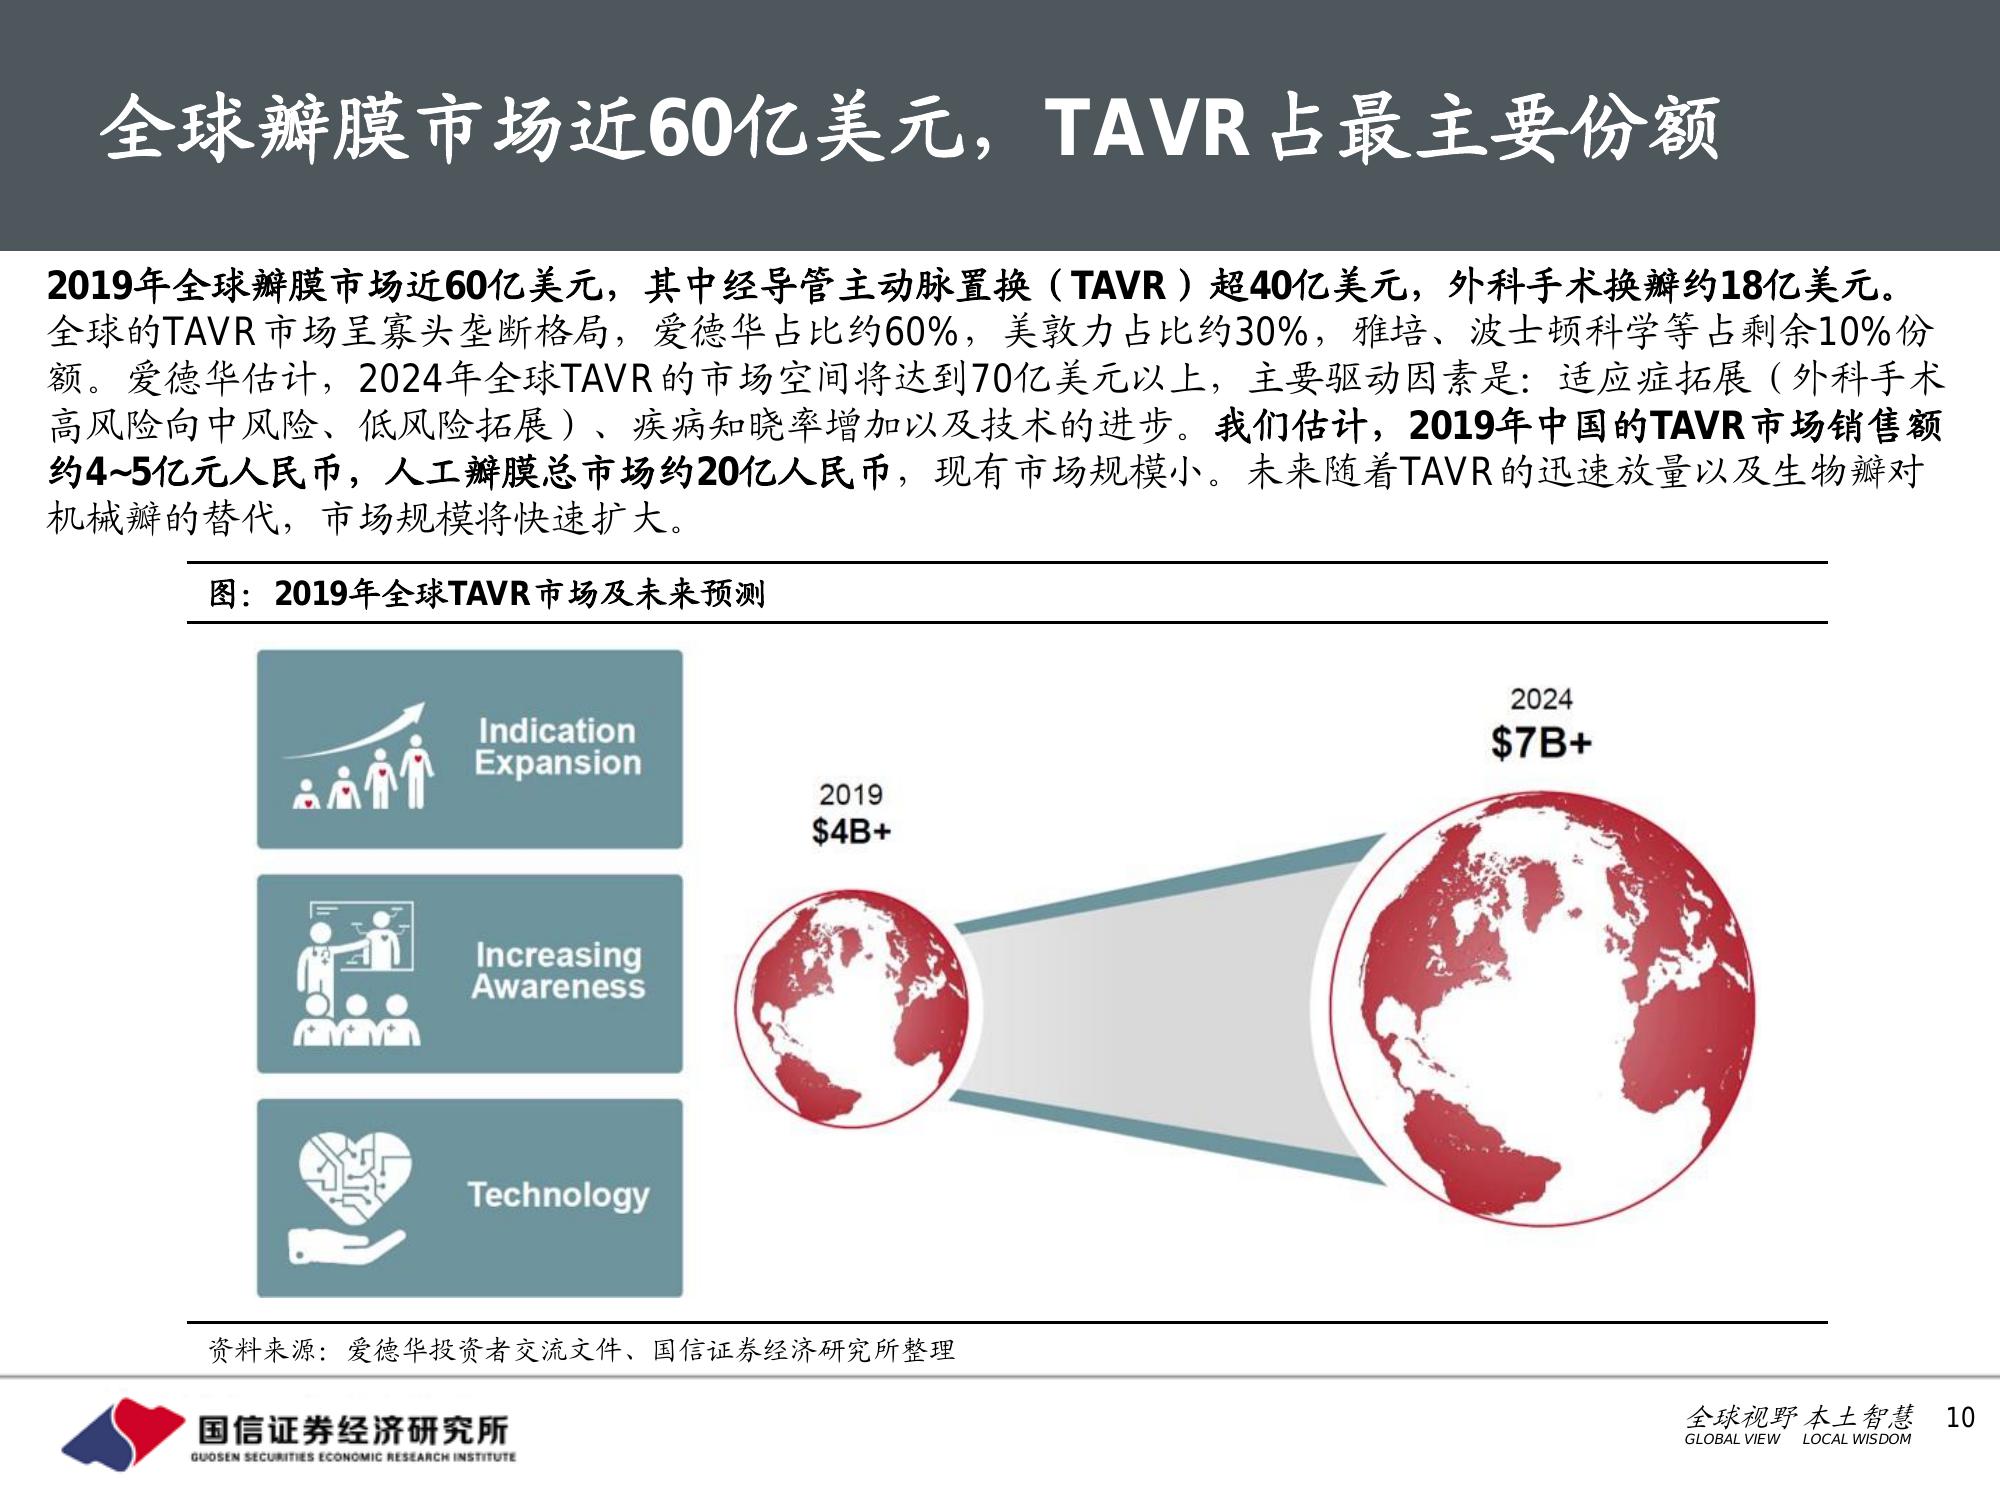 全球瓣膜市场近60亿美元，TAVR占最主要份额
2019年全球瓣膜市场近60亿美元，其中经导管主动脉置换（TAVR）超40亿美元，外科手术换瓣约18亿美元。
全球的TAVR市场呈寡头垄断格局，爱德华占比约60%，美敦力占比约30%，雅培、波士顿科学等占剩余10%份
额。爱德华估计，2024年全球TAVR的市场空间将达到70亿美元以上，主要驱动因素是：适应症拓展（外科手术
高风险向中风险、低风险拓展）、疾病知晓率增加以及技术的进步。我们估计，2019年中国的TAVR市场销售额
约4~5亿元人民币，人工瓣膜总市场约20亿人民币，现有市场规模小。未来随着TAVR的迅速放量以及生物瓣对
机械瓣的替代，市场规模将快速扩大。
图：2019年全球TAVR市场及未来预测
Indication
Expansion
Increasing
Awareness
Technology
2019
$4B+
2024
$7B+
资料来源：爱德华投资者交流文件、国信证券经济研究所整理
国信证券经济研究所
GUOSEN SECURITIES ECONOMIC RESEARCH INSTITUTE
全球视野 本土智慧
GLOBAL VIEW LOCAL WISDOM
10